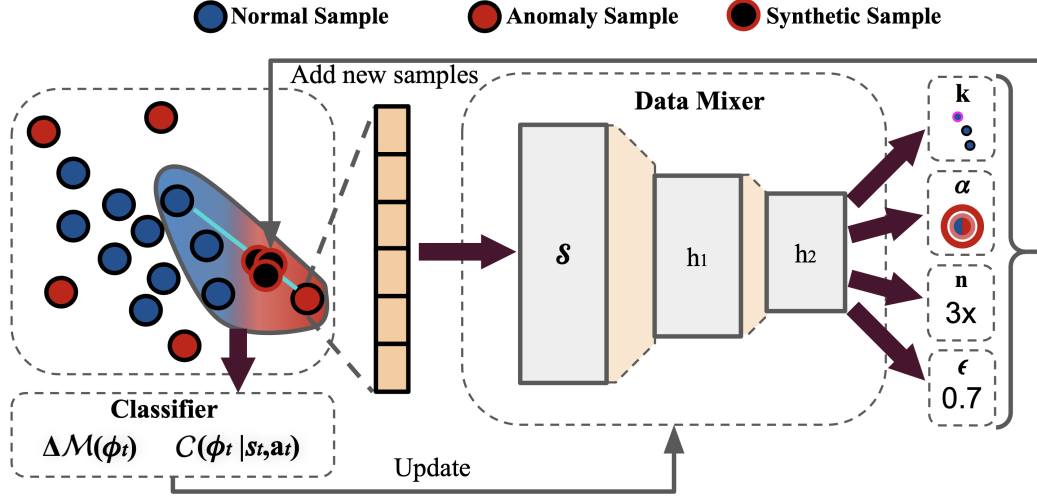 Normal Sample
Anomaly Sample
Synthetic Sample
Add new samples
Data Mixer
𝓢
h₁
h₂
k
α
n
3x
ϵ
0.7
Classifier
Δℳ(ϕₜ) 𝒞(ϕₜ |sₜ,aₜ)
Update